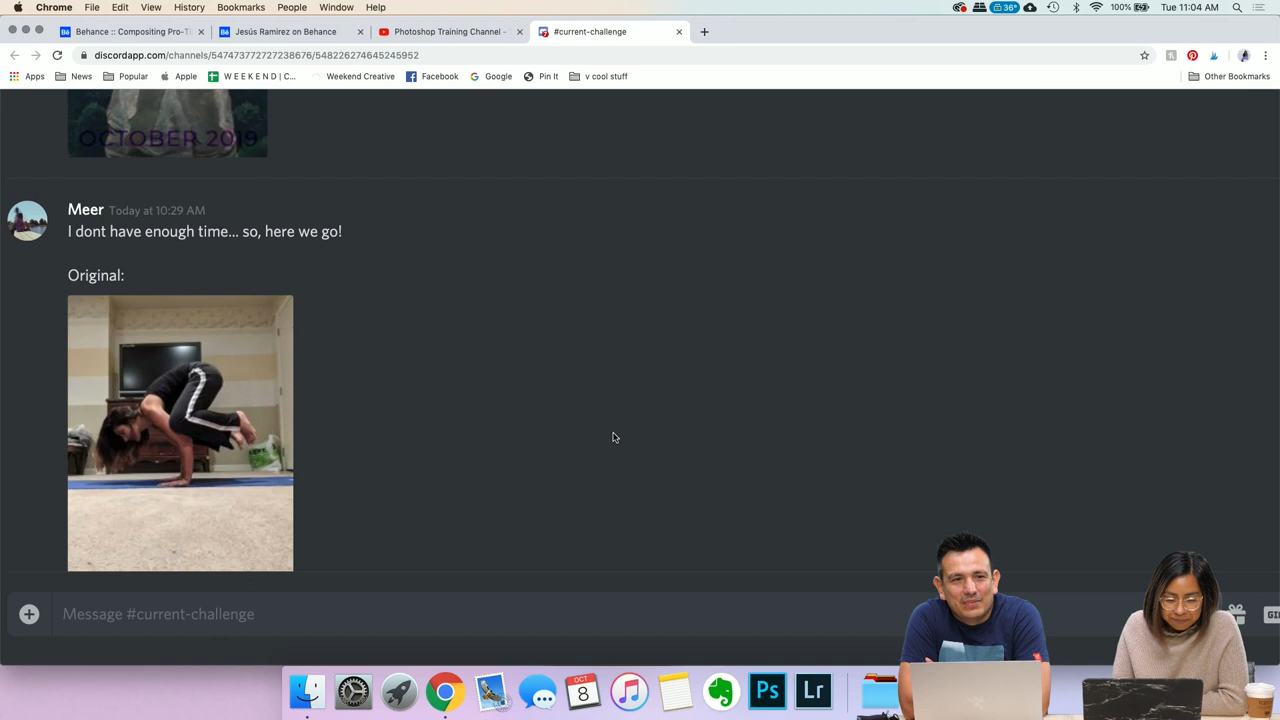 Chrome File Edit View History Bookmarks People Window Help 36° 100% Tue 11:04 AM
Behance :: Compositing Pro-Ti Jesús Ramirez on Behance Photoshop Training Channel - #current-challenge
discordapp.com/channels/547473772727238676/548226274645245952
Apps News Popular Apple W E E K E N D | C... Weekend Creative Facebook Google Pin It v cool stuff Other Bookmarks
OCTOBER 2019
Meer Today at 10:29 AM
I dont have enough time... so, here we go!
Original:
Message #current-challenge
GI
OCT
8
Ps
Lr